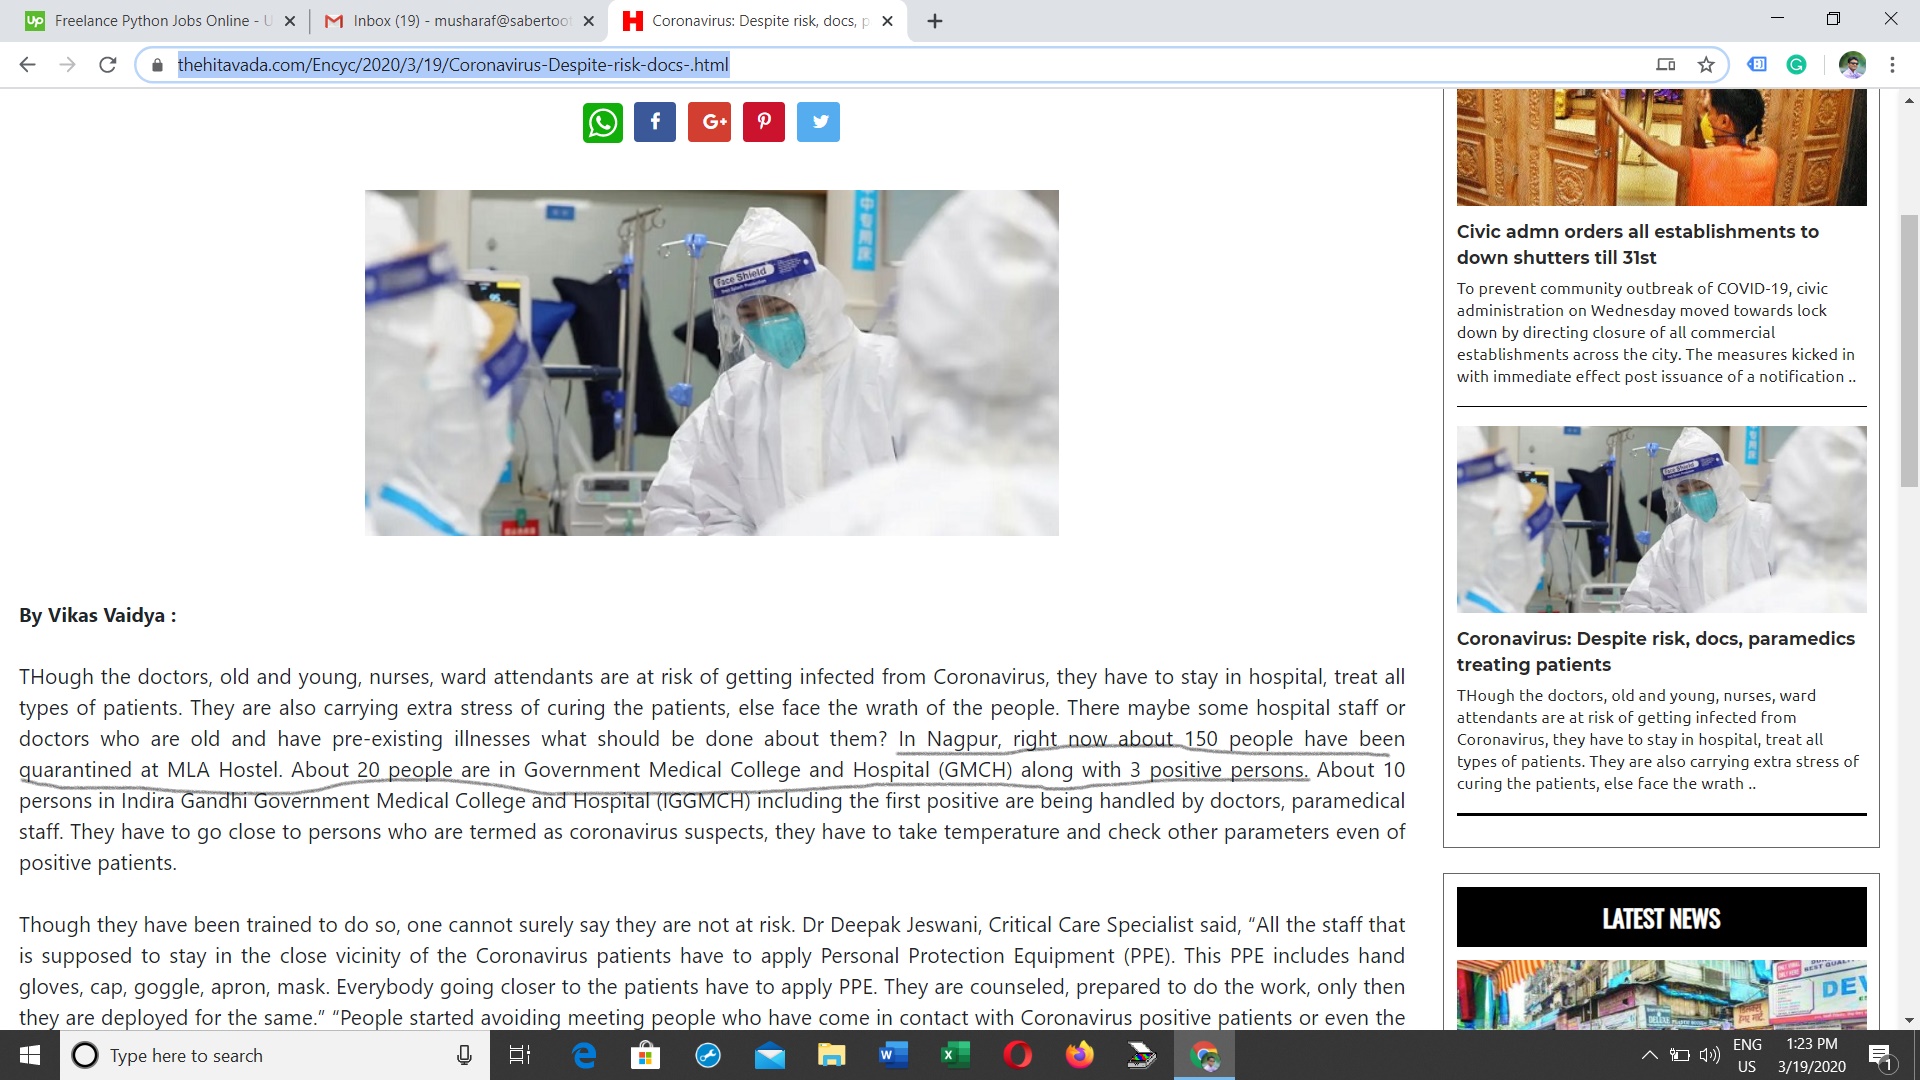 Freelance Python Jobs Online - U
Inbox (19) - musharaf@sabertoot
Coronavirus: Despite risk, docs, p
thehitavada.com/Encyc/2020/3/19/Coronavirus-Despite-risk-docs-.html
Face Shield
By Vikas Vaidya :
THough the doctors, old and young, nurses, ward attendants are at risk of getting infected from Coronavirus, they have to stay in hospital, treat all
types of patients. They are also carrying extra stress of curing the patients, else face the wrath of the people. There maybe some hospital staff or
doctors who are old and have pre-existing illnesses what should be done about them? In Nagpur, right now about 150 people have been
quarantined at MLA Hostel. About 20 people are in Government Medical College and Hospital (GMCH) along with 3 positive persons. About 10
persons in Indira Gandhi Government Medical College and Hospital (IGGMCH) including the first positive are being handled by doctors, paramedical
staff. They have to go close to persons who are termed as coronavirus suspects, they have to take temperature and check other parameters even of
positive patients.
Though they have been trained to do so, one cannot surely say they are not at risk. Dr Deepak Jeswani, Critical Care Specialist said, “All the staff that
is supposed to stay in the close vicinity of the Coronavirus patients have to apply Personal Protection Equipment (PPE). This PPE includes hand
gloves, cap, goggle, apron, mask. Everybody going closer to the patients have to apply PPE. They are counseled, prepared to do the work, only then
they are deployed for the same.” “People started avoiding meeting people who have come in contact with Coronavirus positive patients or even the
Civic admn orders all establishments to
down shutters till 31st
To prevent community outbreak of COVID-19, civic
administration on Wednesday moved towards lock
down by directing closure of all commercial
establishments across the city. The measures kicked in
with immediate effect post issuance of a notification ..
Coronavirus: Despite risk, docs, paramedics
treating patients
THough the doctors, old and young, nurses, ward
attendants are at risk of getting infected from
Coronavirus, they have to stay in hospital, treat all
types of patients. They are also carrying extra stress of
curing the patients, else face the wrath ..
LATEST NEWS
DEV
Type here to search
ENG
US
1:23 PM
3/19/2020
1